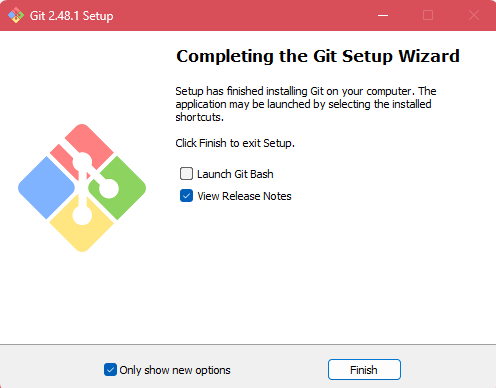 Git 2.48.1 Setup
Completing the Git Setup Wizard
Setup has finished installing Git on your computer. The
application may be launched by selecting the installed
shortcuts.
Click Finish to exit Setup.
Launch Git Bash
View Release Notes
Only show new options
Finish